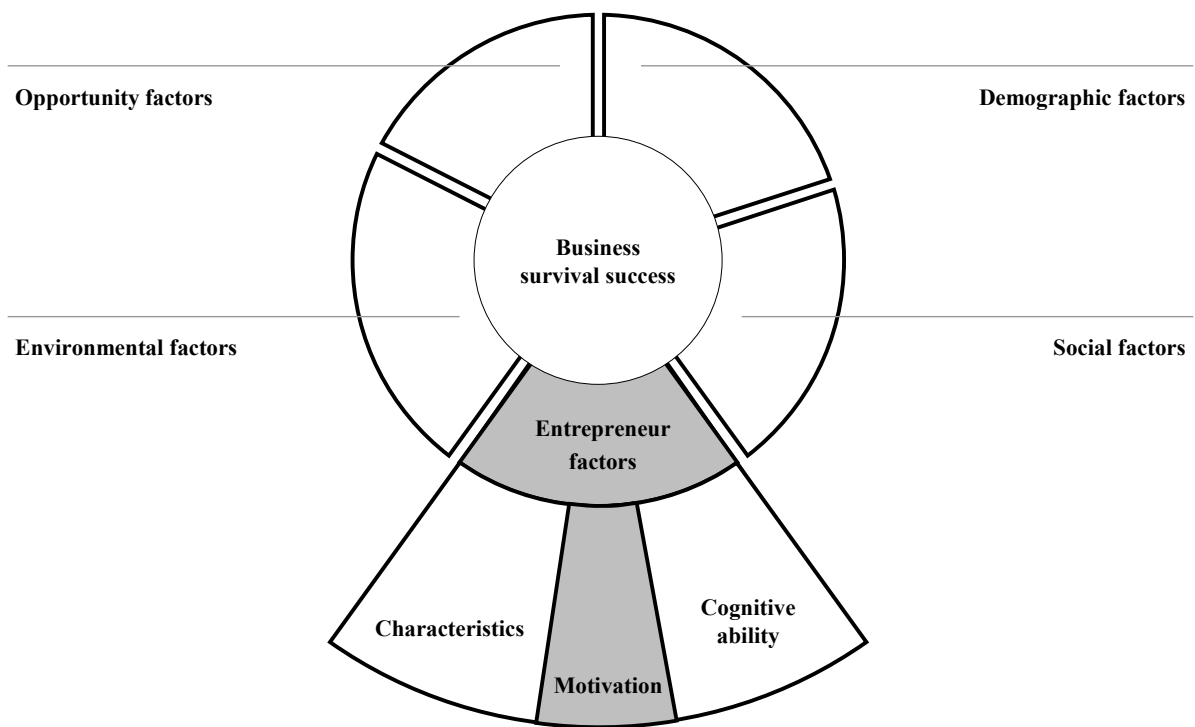 Opportunity factors
Demographic factors
Business
survival success
Environmental factors
Social factors
Entrepreneur
factors
Characteristics
Cognitive
ability
Motivation